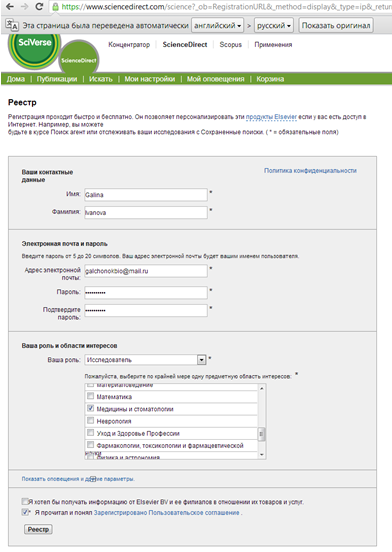 https://www.sciencedirect.com/science?_ob=RegistrationURL&_method=display&_type=ip&_retur
Эта страница была переведена автоматически английский > русский Показать оригинал
SciVerse
ScienceDirect
Концентратор ScienceDirect Scopus Применения
Дома Публикации Искать Мои настройки Мой оповещения Корзина
Реестр
Регистрация проходит быстро и бесплатно. Он позволяет персонализировать эти продукты Elsevier если у вас есть доступ в
Интернет. Например, вы можете
быть в курсе Поиск агент или отслеживать ваши исследования с Сохраненные поиски. ( * = обязательные поля)
Ваши контактные
данные
Политика конфиденциальности
Имя: Galina *
Фамилия: Ivanova *
Электронная почта и пароль
Введите пароль от 5 до 20 символов. Ваш адрес электронной почты будет вашим именем пользователя.
Адрес электронной
почты: galchonokbio@mail.ru *
Пароль: •••••••••• *
Подтвердите
пароль: •••••••••• *
Ваша роль и области интересов
Ваша роль: Исследователь *
Пожалуйста, выберите по крайней мере одну предметную область интересов: *
Материаловедение
Математика
Медицины и стоматологии
Неврология
Уход и Здоровье Профессии
Фармакологии, токсикологии и фармацевтической
науки
Физика и астрономия
Показать оповещения и другие параметры.
Я хотел бы получать информацию от Elsevier BV и ее филиалов в отношении их товаров и услуг.
* Я прочитал и понял Зарегистрировано Пользовательское соглашение .
Реестр